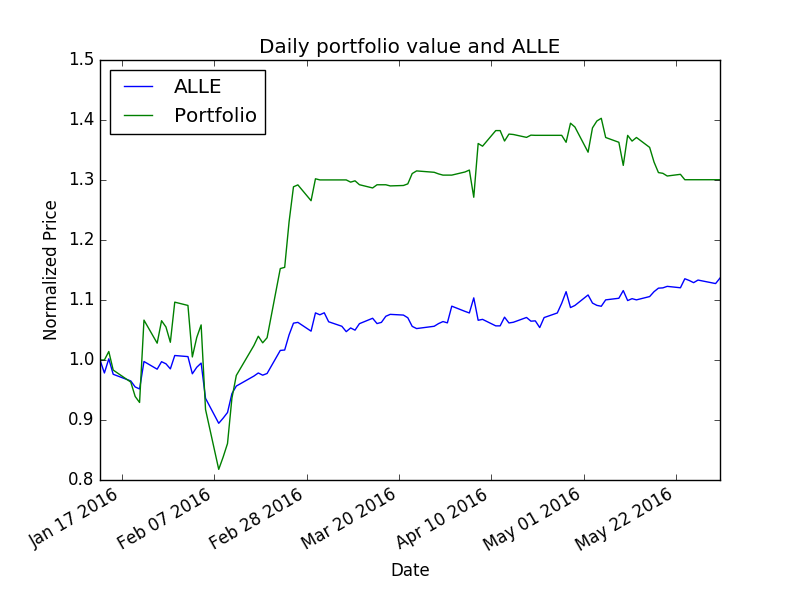 Daily portfolio value and ALLE
1.5
1.4
1.3
1.2
1.1
1.0
0.9
0.8
Normalized Price
ALLE
Portfolio
Jan 17 2016
Feb 07 2016
Feb 28 2016
Mar 20 2016
Apr 10 2016
May 01 2016
May 22 2016
Date